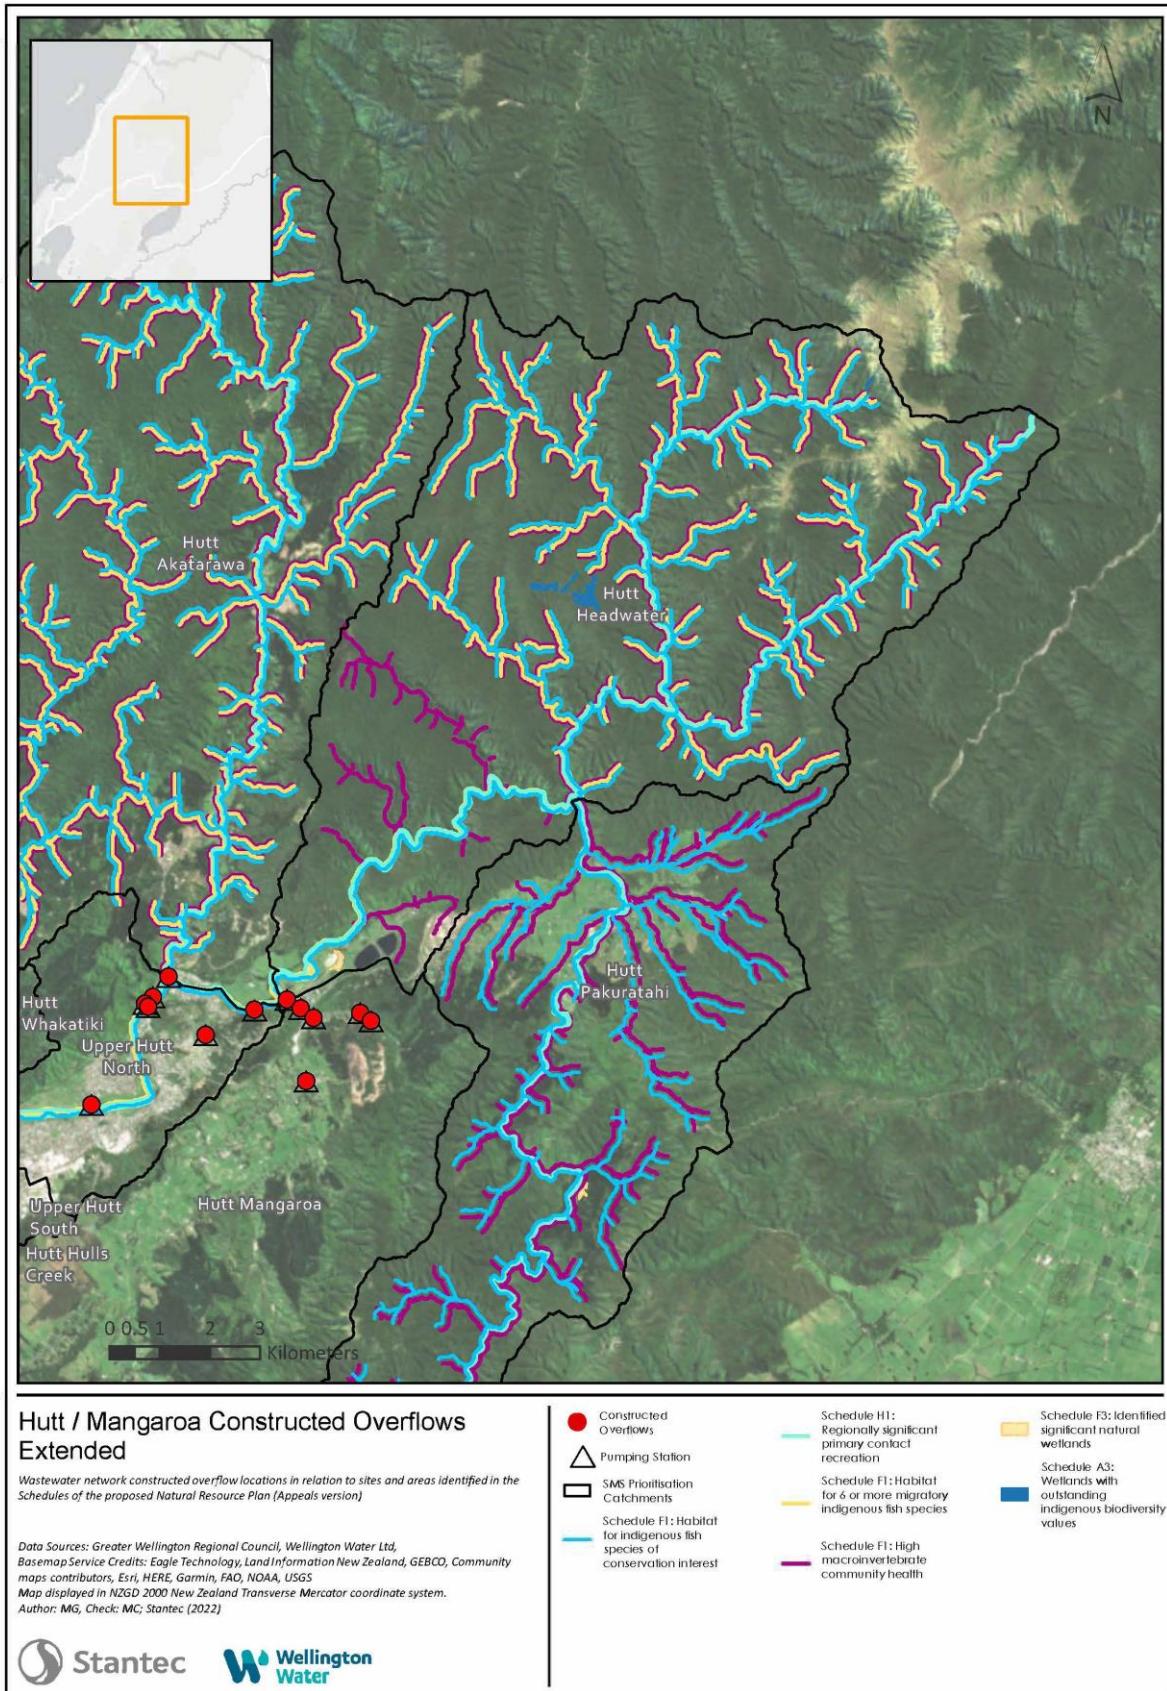 N
Hutt
Akatarawa
Hutt
Headwater
Hutt
Pakuratahi
Hutt
Whakatiki
Upper Hutt
North
Upper Hutt
South
Hutt Mangaroa
Hutt Hulls
Creek
0 0.5 1 2 3
Kilometers
Hutt / Mangaroa Constructed Overflows
Extended
Wastewater network constructed overflow locations in relation to sites and areas identified in the
Schedules of the proposed Natural Resource Plan (Appeals version)
Data Sources: Greater Wellington Regional Council, Wellington Water Ltd,
Basemap Service Credits: Eagle Technology, Land Information New Zealand, GEBCO, Community
maps contributors, Esri, HERE, Garmin, FAO, NOAA, USGS
Map displayed in NZGD 2000 New Zealand Transverse Mercator coordinate system.
Author: MG, Check: MC; Stantec (2022)
Stantec
Wellington
Water
Constructed
Overflows
Pumping Station
SMS Prioritisation
Catchments
Schedule F1: Habitat
for indigenous fish
species of
conservation interest
Schedule H1:
Regionally significant
primary contact
recreation
Schedule F1: Habitat
for 6 or more migratory
indigenous fish species
Schedule F1: High
macroinvertebrate
community health
Schedule F3: Identified
significant natural
wetlands
Schedule A3:
Wetlands with
outstanding
indigenous biodiversity
values